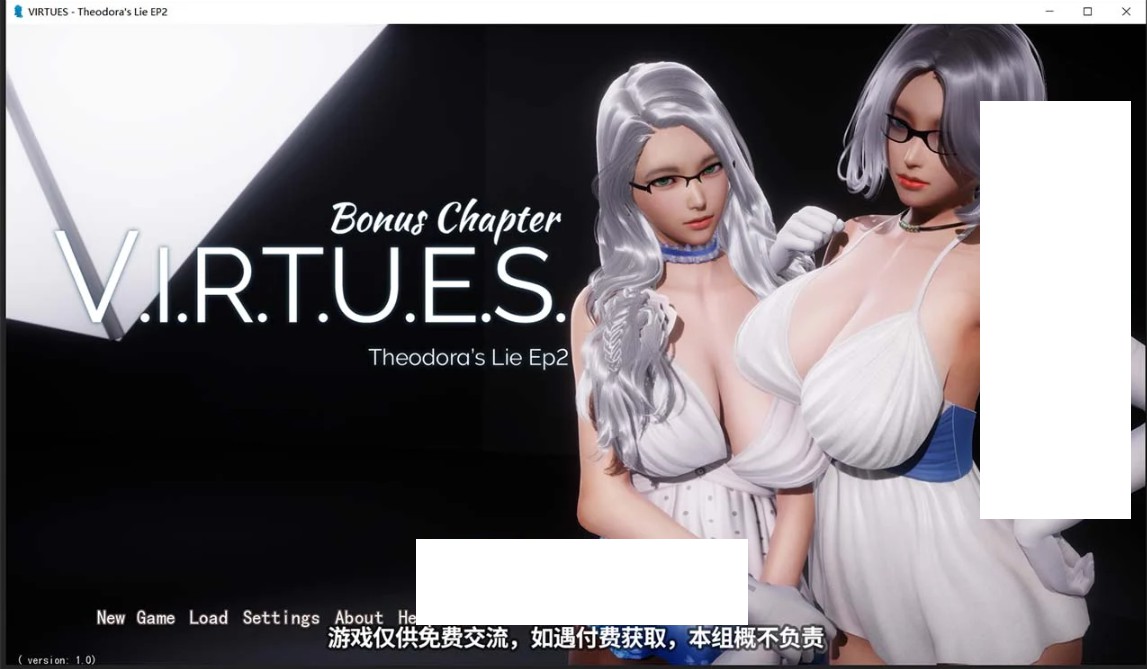 VIRTUES - Theodora's Lie EP2
Bonus Chapter
V.I.R.T.U.E.S.
Theodora's Lie Ep2
New Game Load Settings About
游戏仅供免费交流，如遇付费获取，本组概不负责
( version: 1.0)